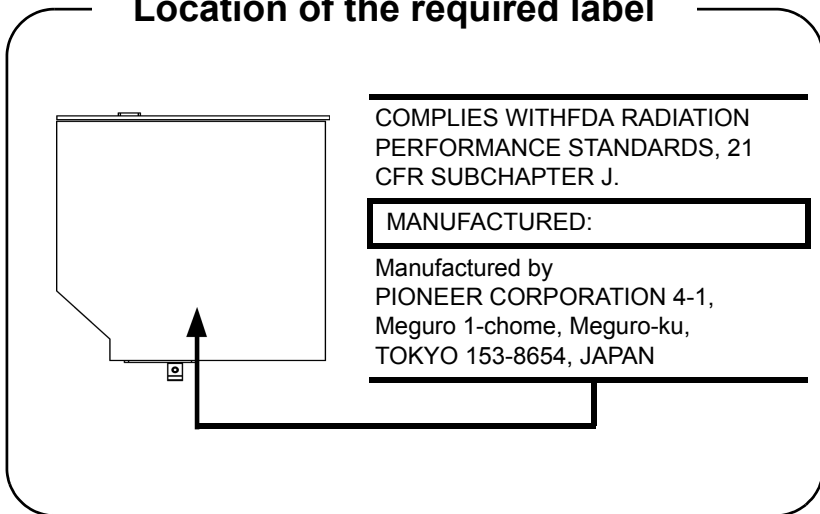 Location of the required label
COMPLIES WITHFDA RADIATION
PERFORMANCE STANDARDS, 21
CFR SUBCHAPTER J.
MANUFACTURED:
Manufactured by
PIONEER CORPORATION 4-1,
Meguro 1-chome, Meguro-ku,
TOKYO 153-8654, JAPAN